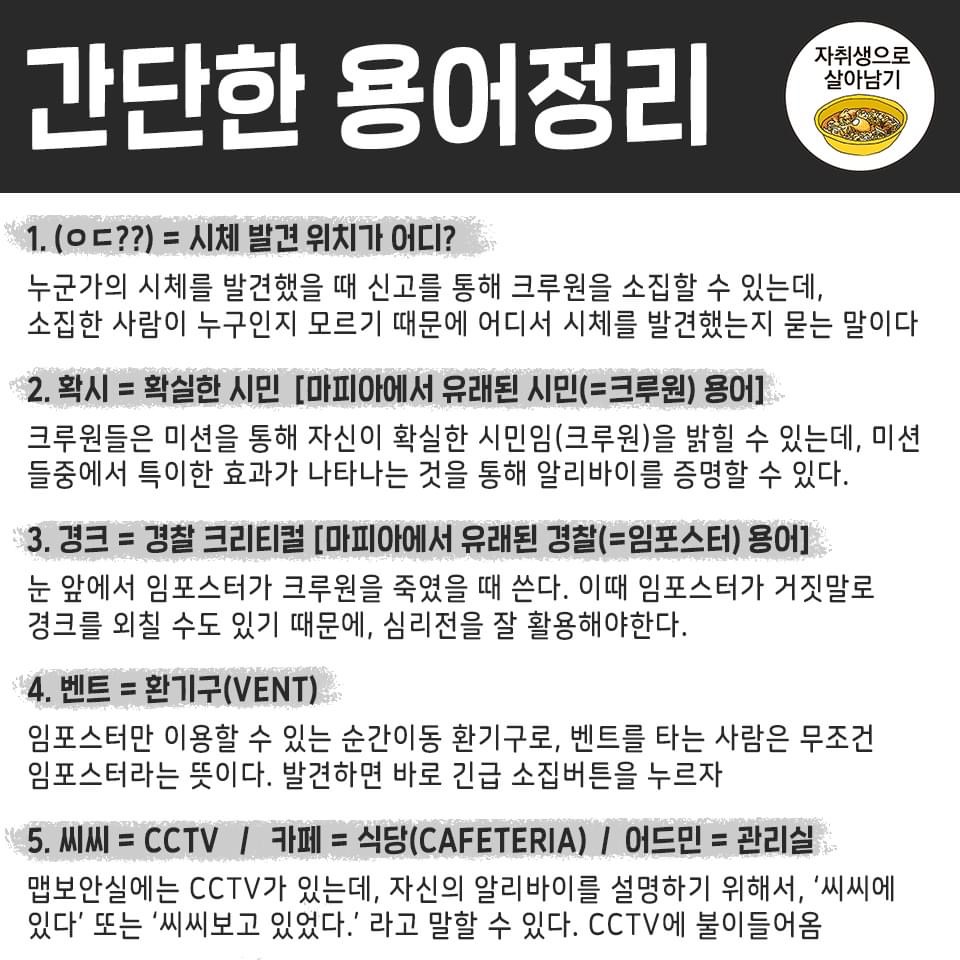 간단한 용어정리
자취생으로
살아남기
1. (ㅇㄷ??) = 시체 발견 위치가 어디?
누군가의 시체를 발견했을 때 신고를 통해 크루원을 소집할 수 있는데,
소집한 사람이 누구인지 모르기 때문에 어디서 시체를 발견했는지 묻는 말이다
2. 확시 = 확실한 시민 [마피아에서 유래된 시민(=크루원) 용어]
크루원들은 미션을 통해 자신이 확실한 시민임(크루원)을 밝힐 수 있는데, 미션
들중에서 특이한 효과가 나타나는 것을 통해 알리바이를 증명할 수 있다.
3. 경크 = 경찰 크리티컬 [마피아에서 유래된 경찰(=임포스터) 용어]
눈 앞에서 임포스터가 크루원을 죽였을 때 쓴다. 이때 임포스터가 거짓말로
경크를 외칠 수도 있기 때문에, 심리전을 잘 활용해야한다.
4. 벤트 = 환기구(VENT)
임포스터만 이용할 수 있는 순간이동 환기구로, 벤트를 타는 사람은 무조건
임포스터라는 뜻이다. 발견하면 바로 긴급 소집버튼을 누르자
5. 씨씨 = CCTV / 카페 = 식당(CAFETERIA) / 어드민 = 관리실
맵보안실에는 CCTV가 있는데, 자신의 알리바이를 설명하기 위해서, ‘씨씨에
있다’ 또는 ‘씨씨보고 있었다.’ 라고 말할 수 있다. CCTV에 불이들어옴